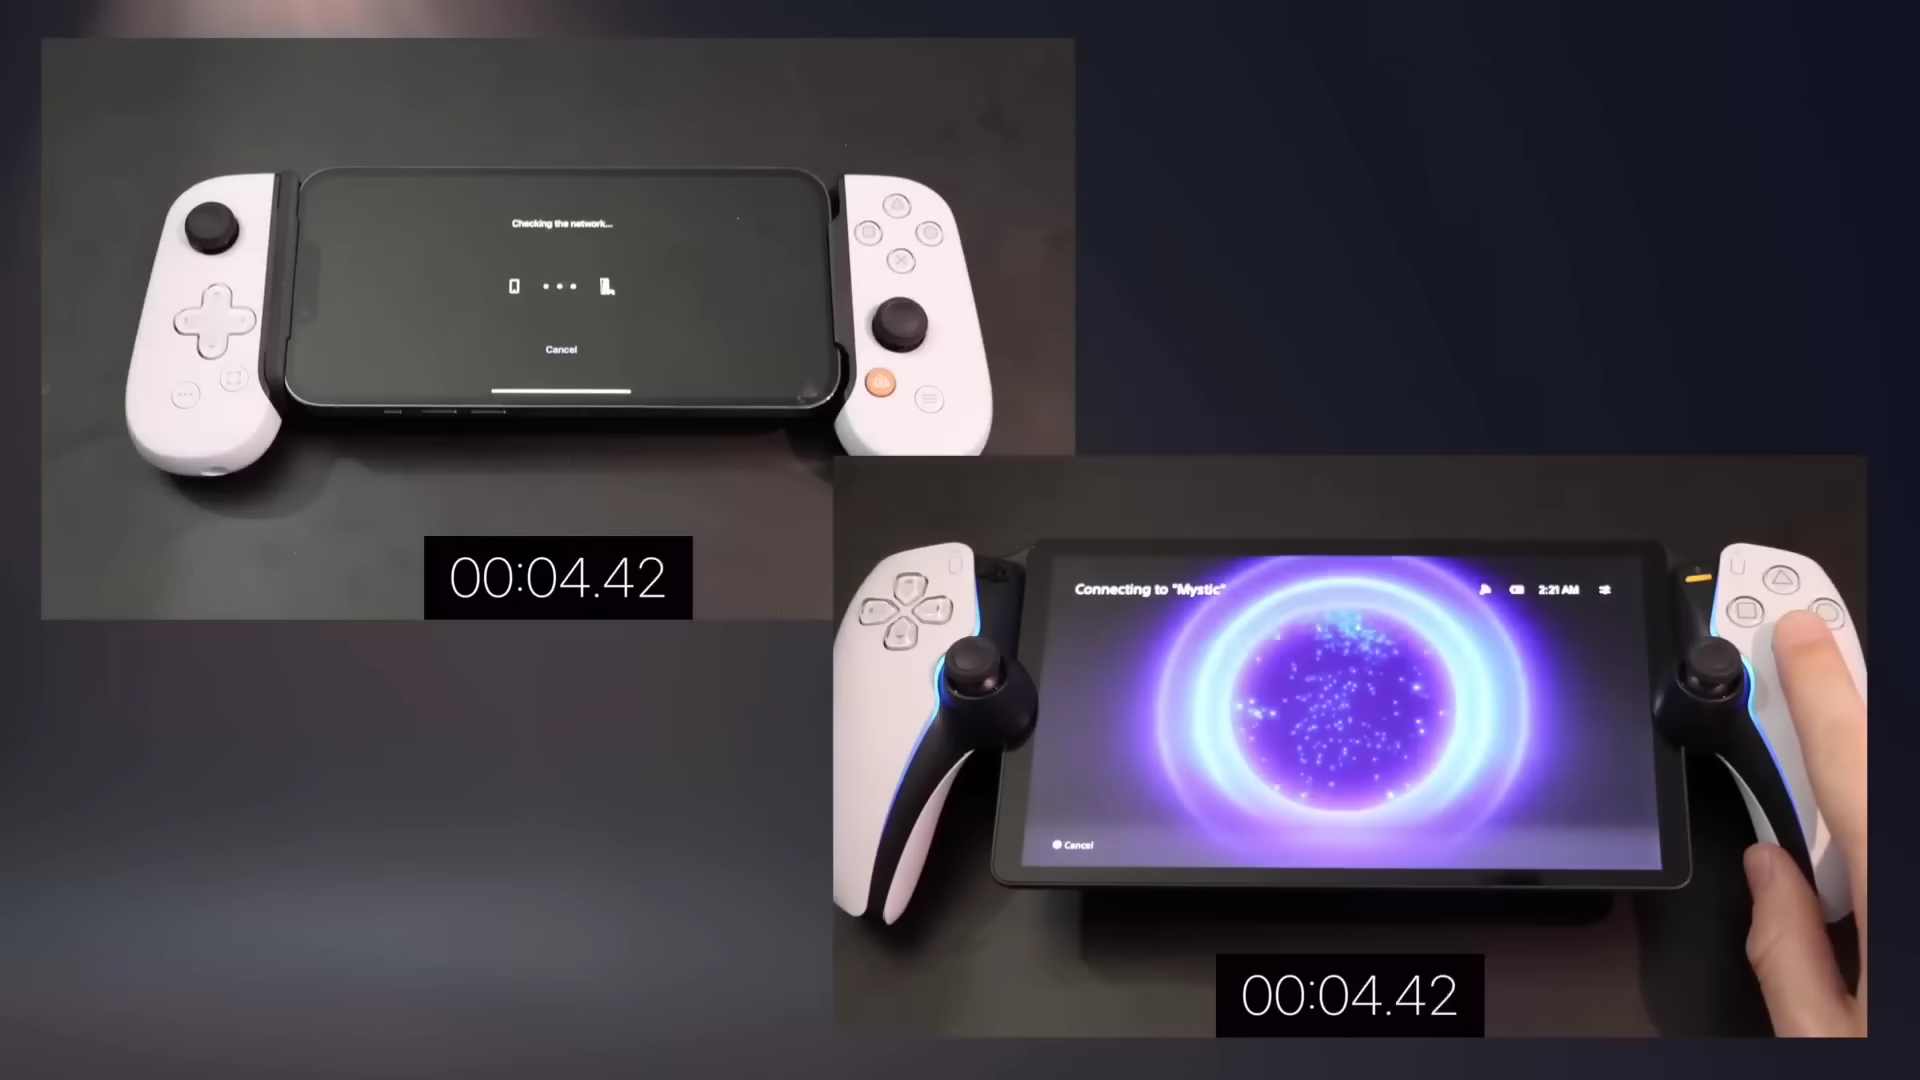 Checking the network...
Cancel
00:04.42
Connecting to "Mystic"
2:21 AM
Cancel
00:04.42